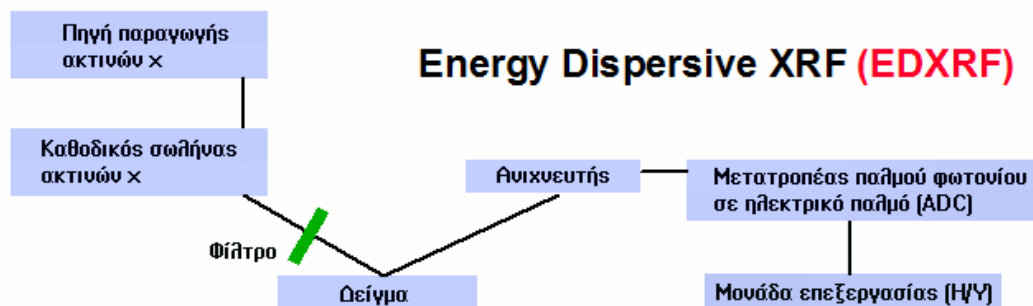 Πηγή παραγωγής
ακτινών χ
Energy Dispersive XRF (EDXRF)
Καθοδικός σωλήνας
ακτινών χ
Ανιχνευτής
Μετατροπέας παλμού φωτονίου
σε ηλεκτρικό παλμό (ADC)
Φίλτρο
Δείγμα
Μονάδα επεξεργασίας (Η/Υ)